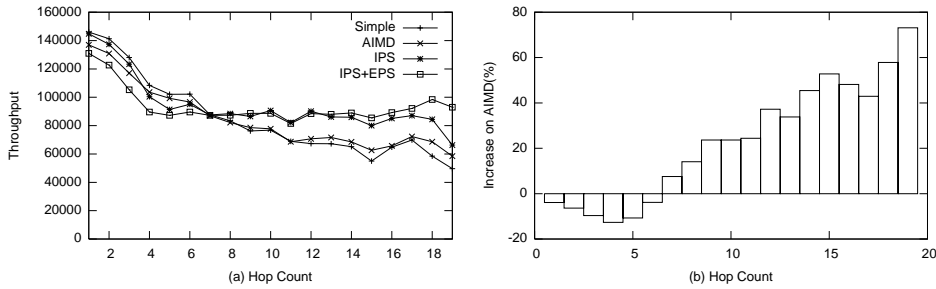 160000
140000
120000
100000
80000
60000
40000
20000
0
Throughput
Simple
AIMD
IPS
IPS+EPS
2 4 6 8 10 12 14 16 18
(a) Hop Count
80
60
40
20
0
-20
Increase on AIMD(%)
0 5 10 15 20
(b) Hop Count